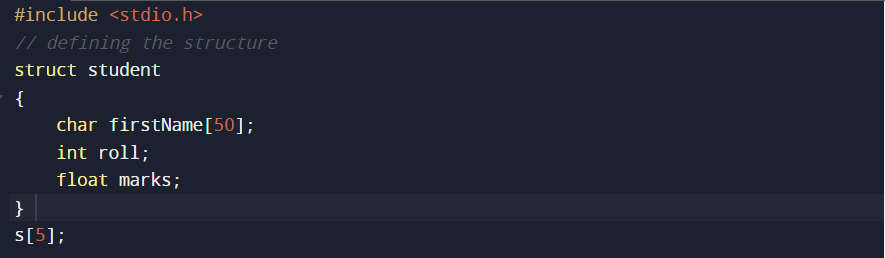 #include <stdio.h>
// defining the structure
struct student
{
    char firstName[50];
    int roll;
    float marks;
}
s[5];